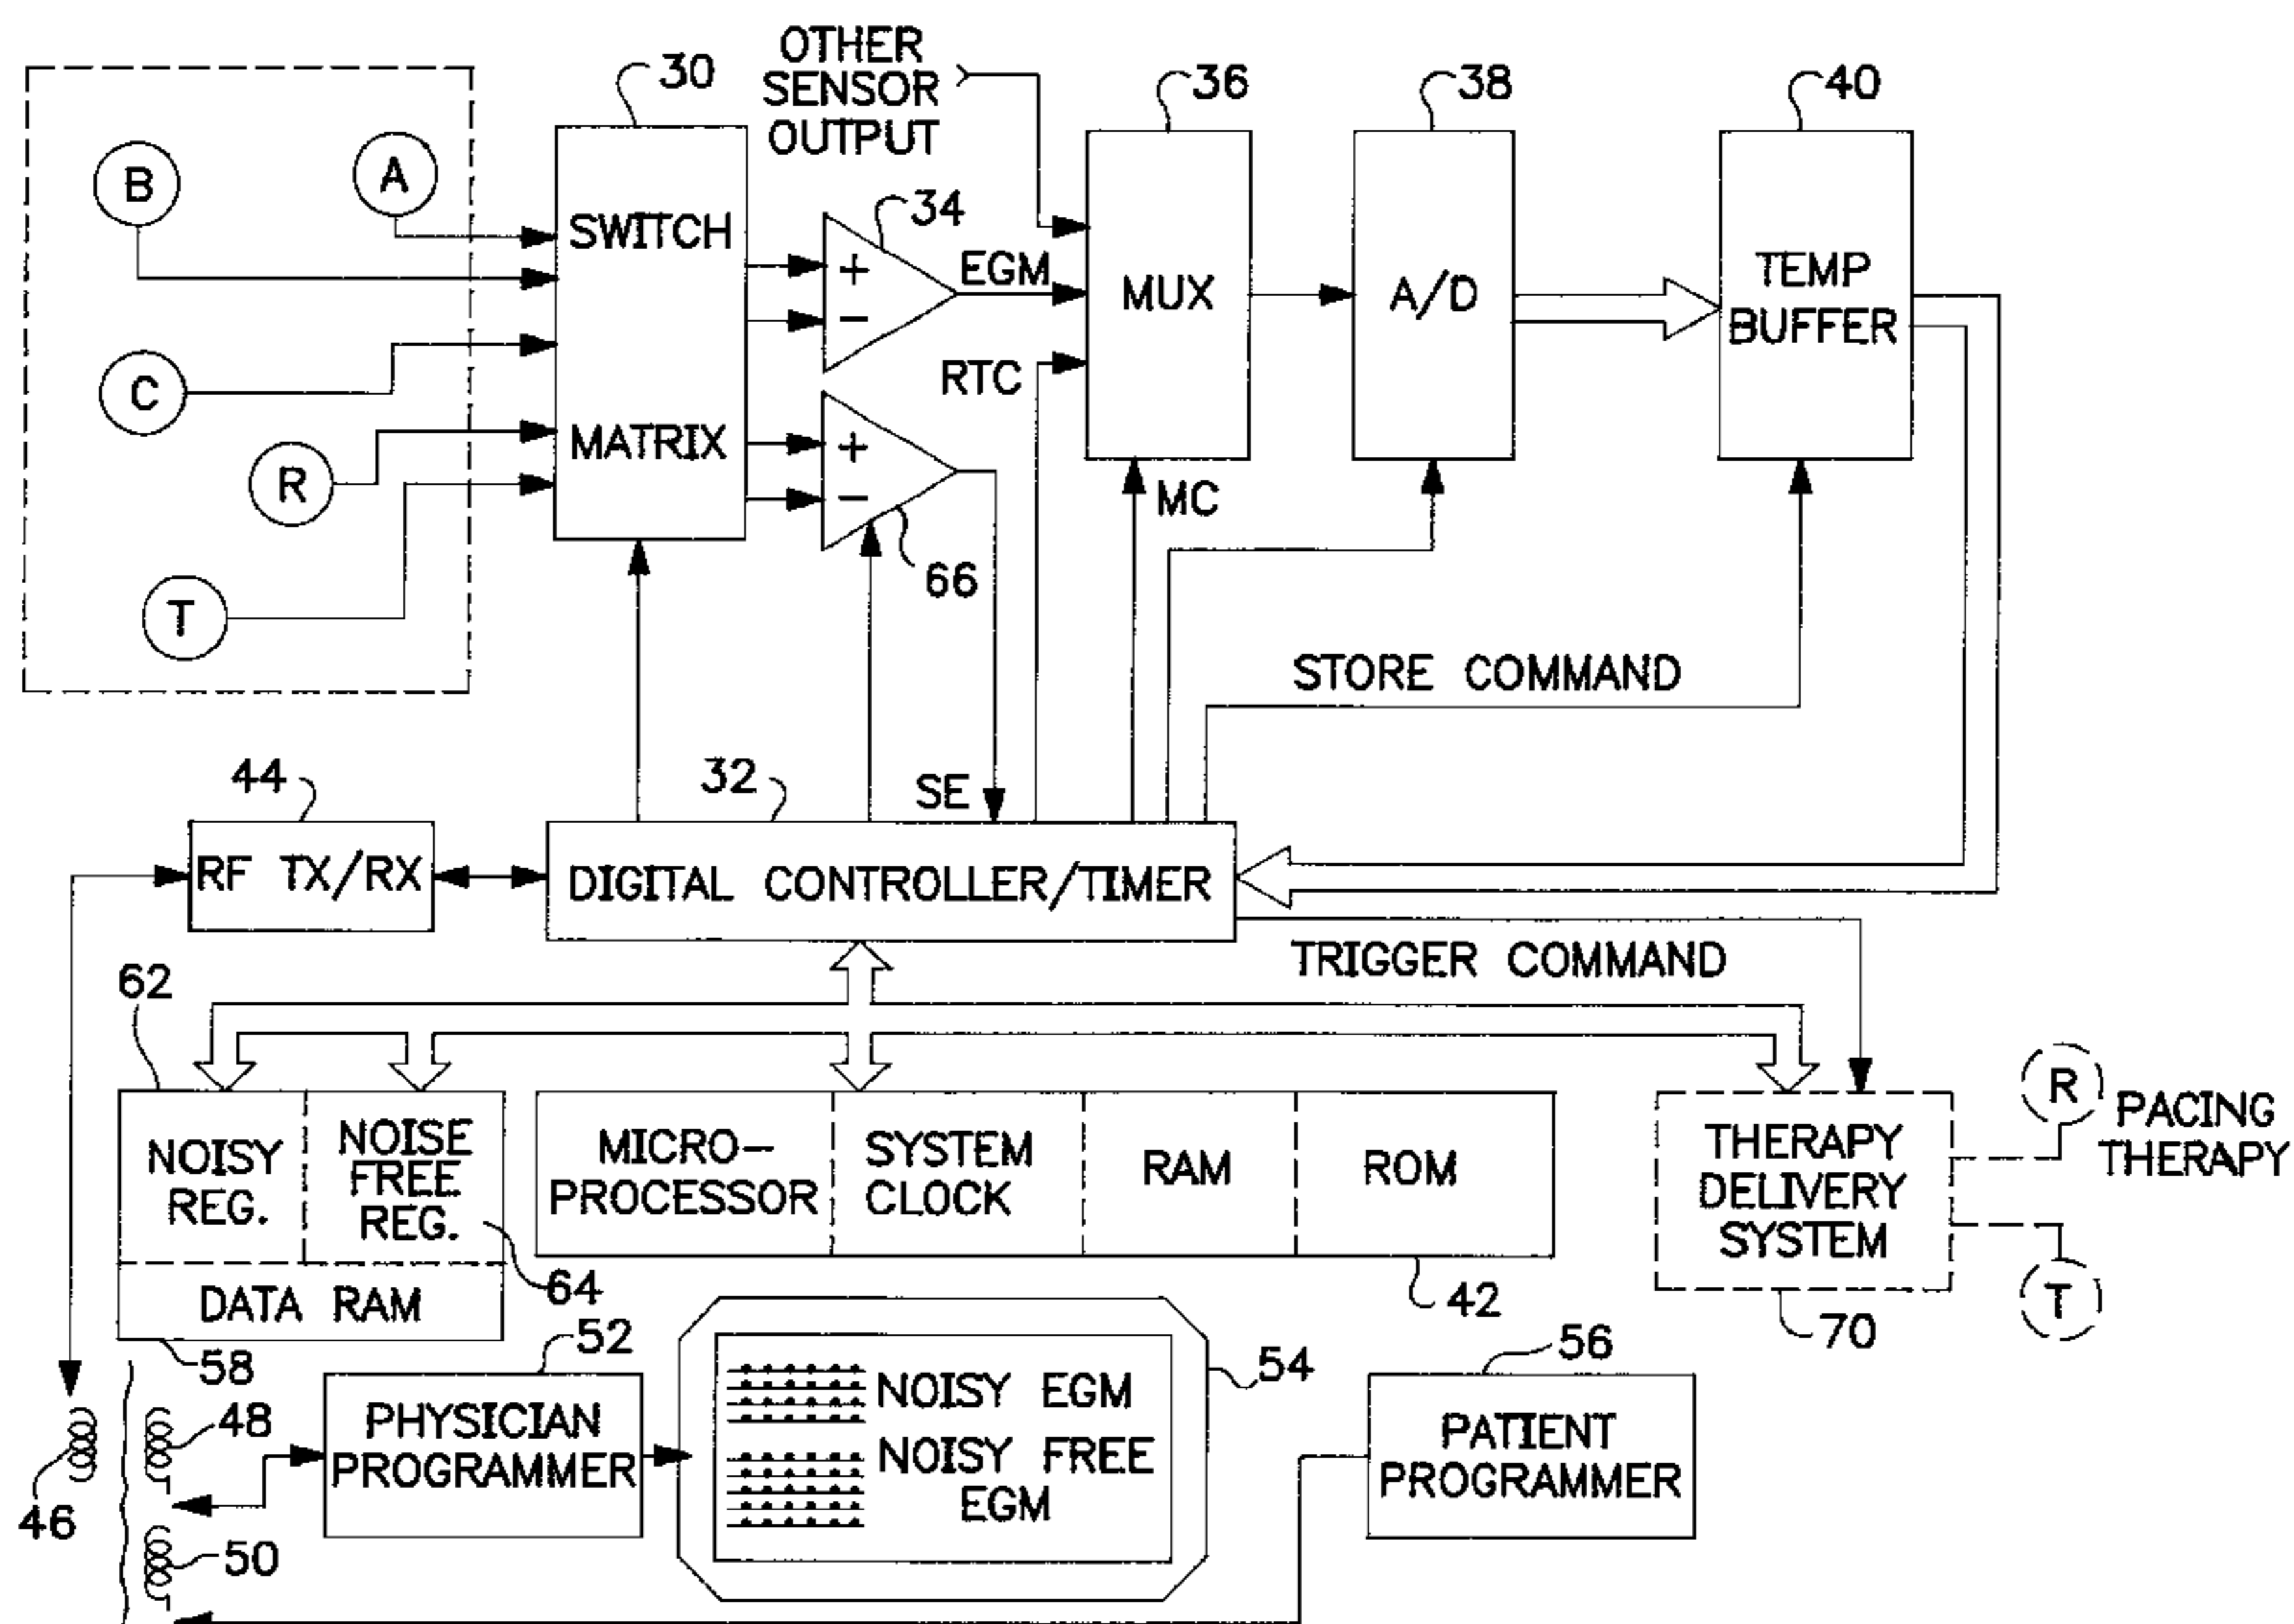 OTHER
SENSOR
OUTPUT
30
36
38
40
B
A
34
SWITCH
+
EGM
MUX
A/D
TEMP
BUFFER
−
RTC
C
MATRIX
+
R
−
MC
66
T
STORE COMMAND
44
32
SE
RF TX/RX
DIGITAL CONTROLLER/TIMER
TRIGGER COMMAND
62
R
PACING
THERAPY
NOISY
REG.
NOISE
FREE
REG.
MICRO-
PROCESSOR
SYSTEM
CLOCK
RAM
ROM
THERAPY
DELIVERY
SYSTEM
64
DATA RAM
42
T
58
52
70
54
56
48
PHYSICIAN
PROGRAMMER
NOISY EGM
NOISY FREE
EGM
PATIENT
PROGRAMMER
46
50